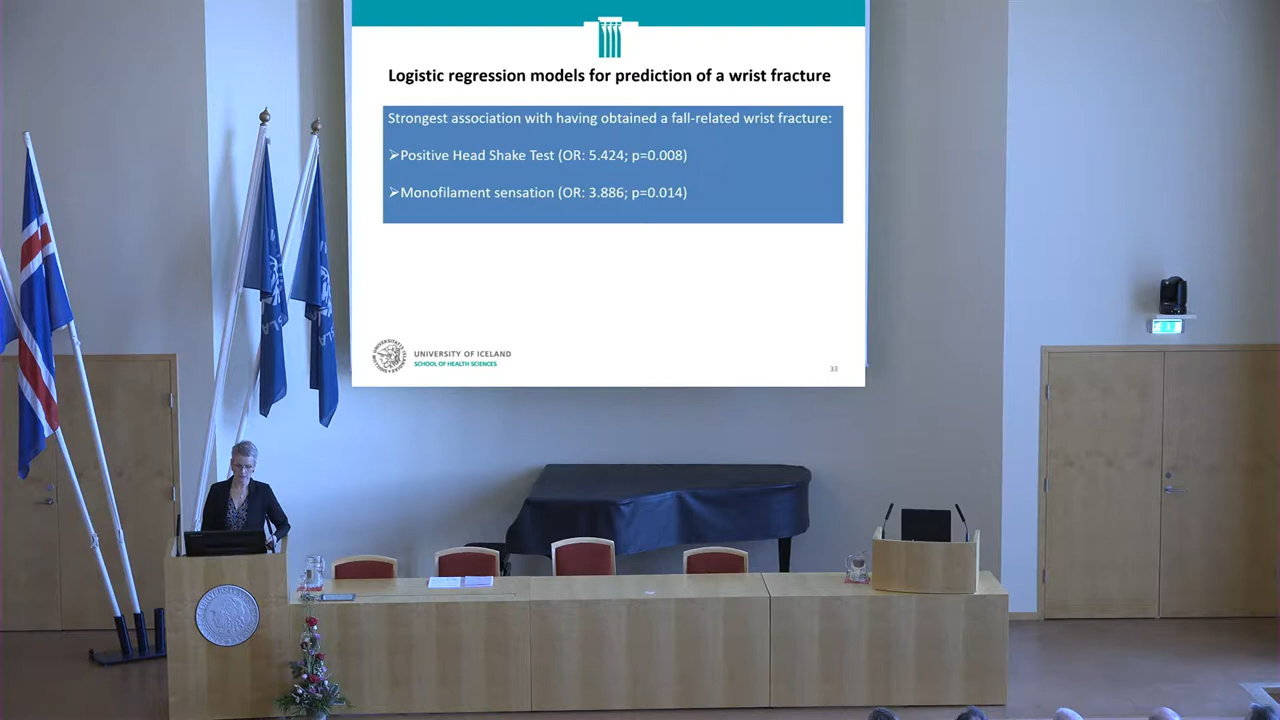 Logistic regression models for prediction of a wrist fracture
Strongest association with having obtained a fall-related wrist fracture:
➢Positive Head Shake Test (OR: 5.424; p=0.008)
➢Monofilament sensation (OR: 3.886; p=0.014)
UNIVERSITY OF ICELAND
SCHOOL OF HEALTH SCIENCES
33